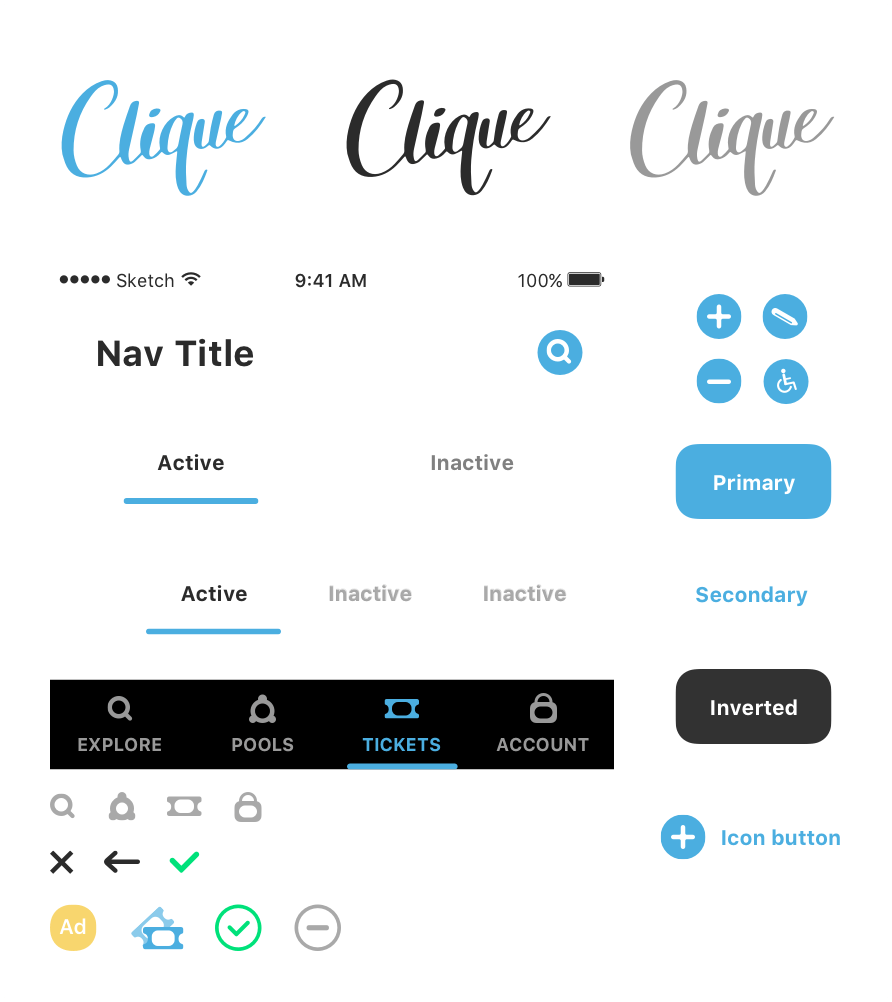 Clique Clique Clique
Sketch 9:41 AM 100%
Nav Title
Active Inactive
Primary
Active Inactive Inactive
Secondary
EXPLORE POOLS TICKETS ACCOUNT
Inverted
Icon button
Ad